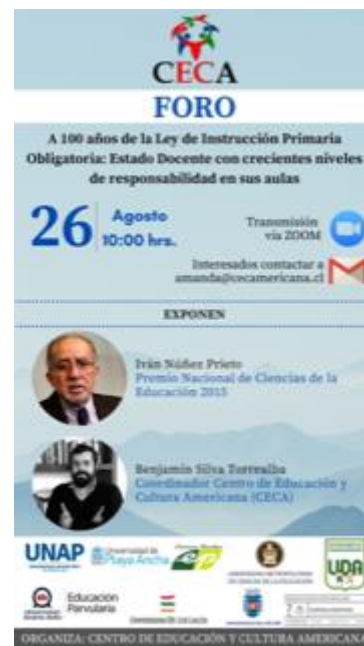 CECA
FORO
A 100 años de la Ley de Instrucción Primaria
Obligatoria: Estado Docente con crecientes niveles
de responsabilidad en sus aulas
26
Agosto
10:00 hrs.
Transmisión
vía ZOOM
Interesados contactar a
amanda@cecamericana.cl
EXPONEN
Iván Núñez Prieto
Premio Nacional de Ciencias de la
Educación 2015
Benjamín Silva Torrealba
Coordinador Centro de Educación y
Cultura Americana (CECA)
UNAP
Universidad de
Playa Ancha
UDA
Educación
Parvularia
ORGANIZA: CENTRO DE EDUCACIÓN Y CULTURA AMERICANA